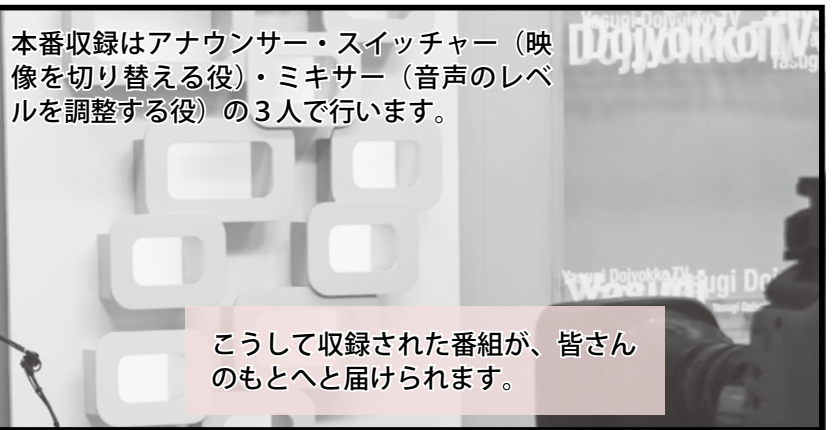 本番収録はアナウンサー・スイッチャー（映
像を切り替える役）・ミキサー（音声のレベ
ルを調整する役）の３人で行います。
Yasugi Dojyokko TV
DojyokkoTV
Yasugi
Yasugi Dojyokko TV
こうして収録された番組が、皆さん
のもとへと届けられます。